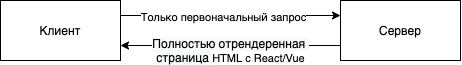 Клиент
Только первоначальный запрос
Сервер
Полностью отрендеренная
страница HTML с React/Vue